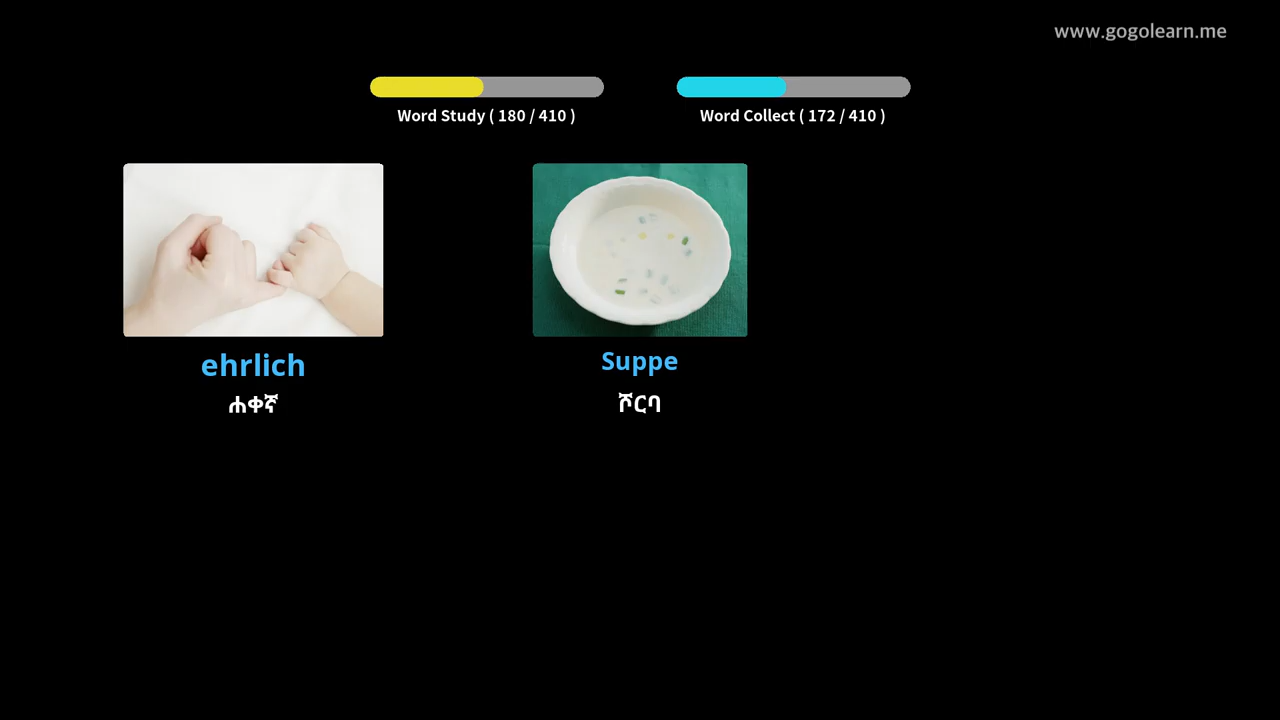 www.gogolearn.me
Word Study ( 180 / 410 )
Word Collect ( 172 / 410 )
ehrlich
ሐቀኛ
Suppe
ሾርባ